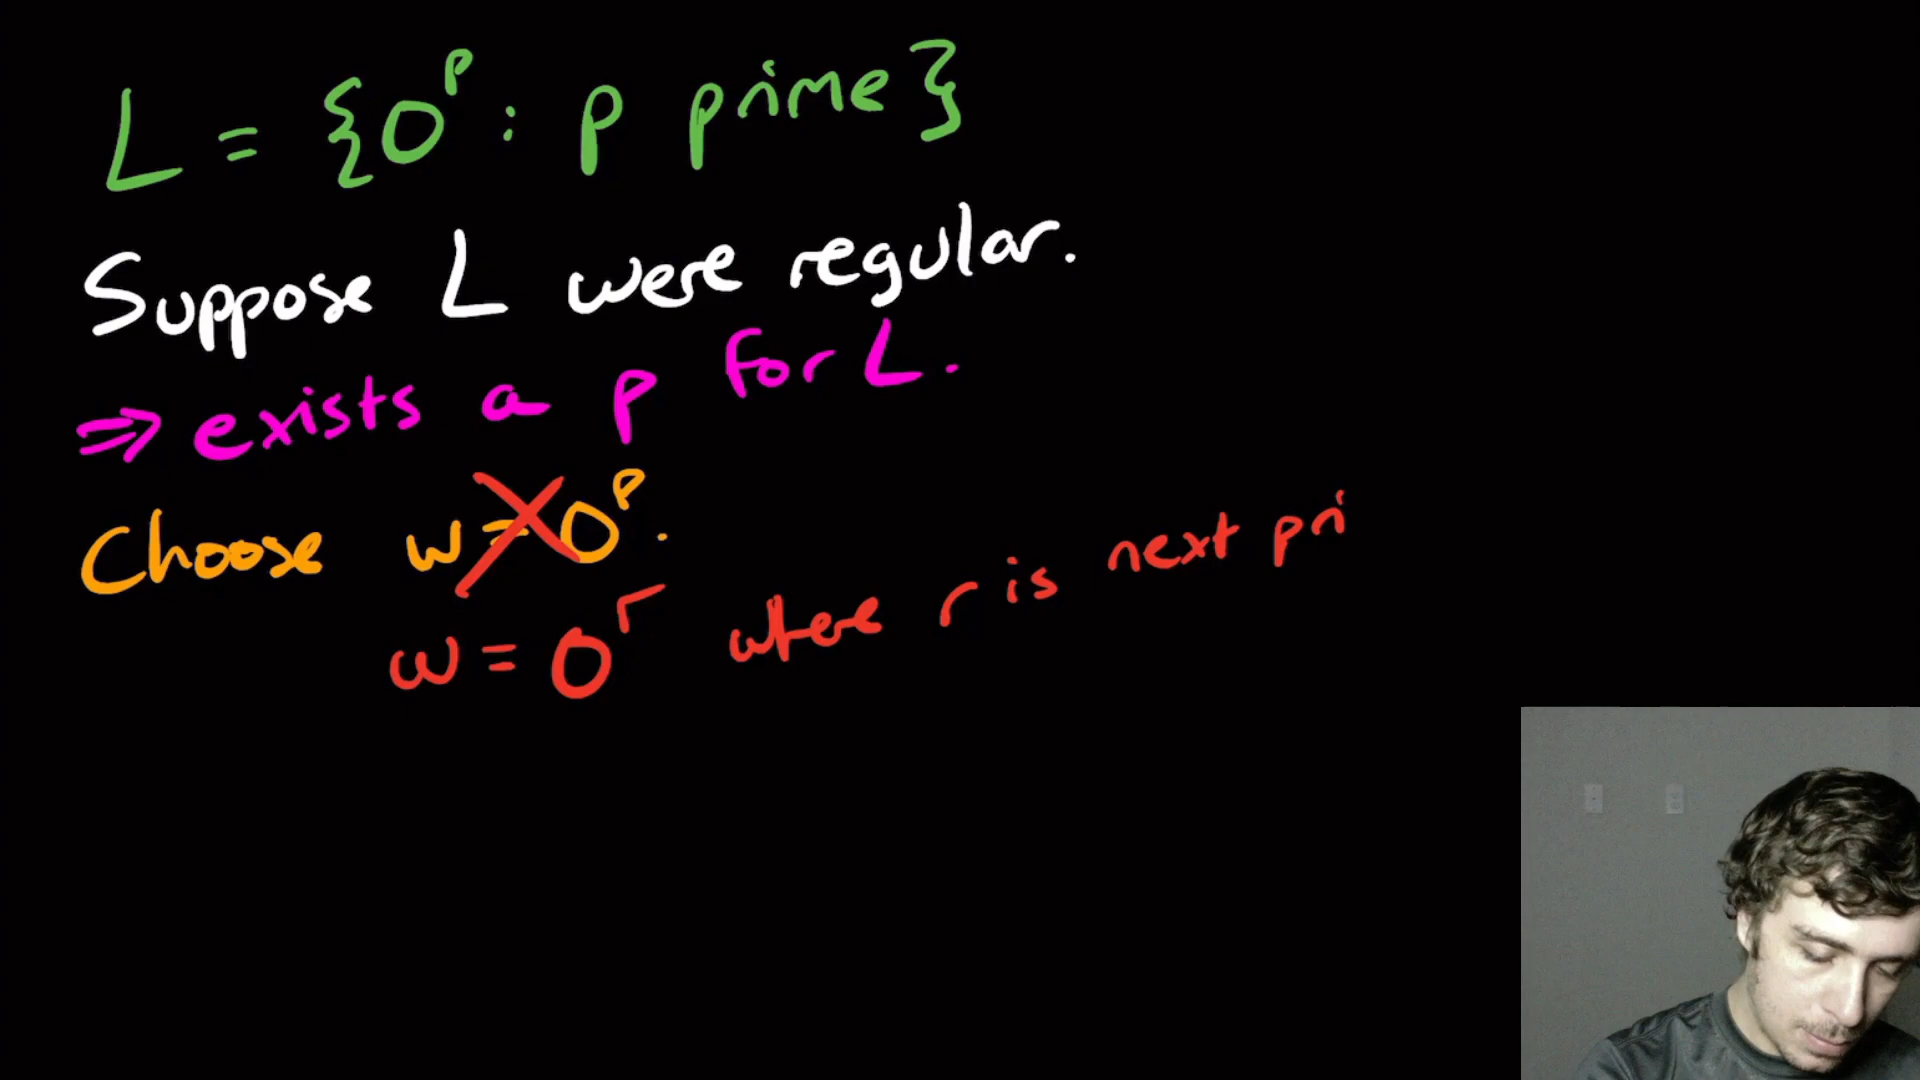 L = {0^p : p prime}
Suppose L were regular.
⇒ exists a p for L.
Choose w = 0^p.
w = 0^r where r is next pri